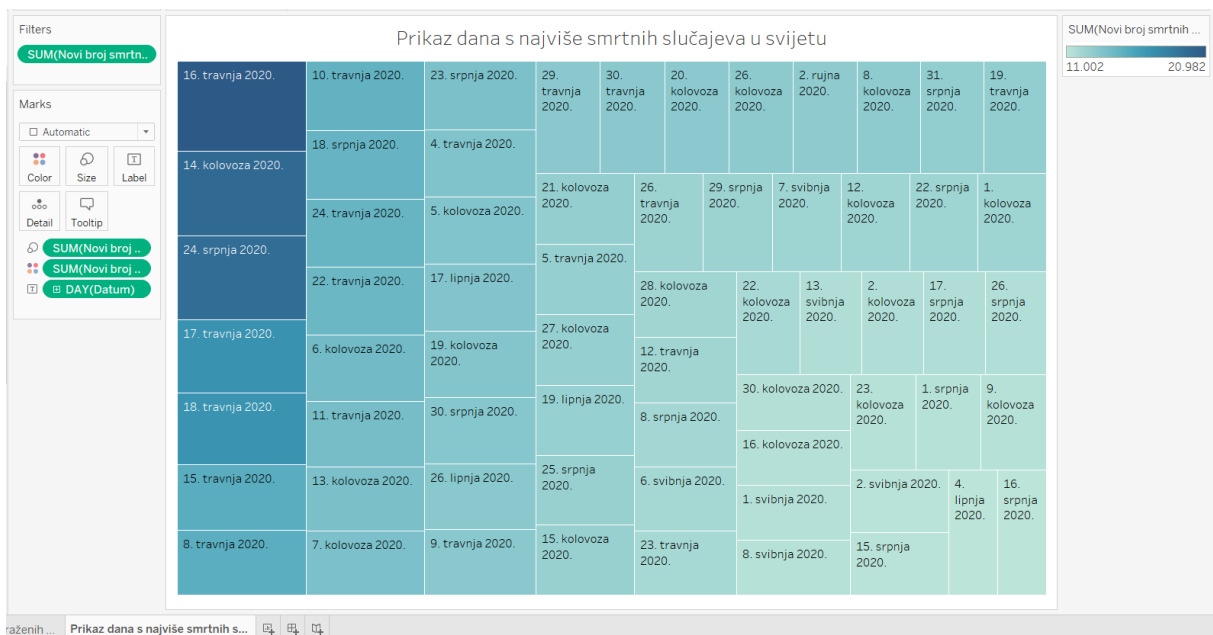 Filters
SUM(Novi broj smrtn..
Marks
Automatic
Color
Size
Label
Detail
Tooltip
SUM(Novi broj ..
SUM(Novi broj ..
DAY(Datum)
Prikaz dana s najviše smrtnih slučajeva u svijetu
16. travnja 2020.
14. kolovoza 2020.
24. srpnja 2020.
17. travnja 2020.
18. travnja 2020.
15. travnja 2020.
8. travnja 2020.
10. travnja 2020.
18. srpnja 2020.
24. travnja 2020.
22. travnja 2020.
6. kolovoza 2020.
11. travnja 2020.
13. kolovoza 2020.
7. kolovoza 2020.
23. srpnja 2020.
4. travnja 2020.
5. kolovoza 2020.
17. lipnja 2020.
19. kolovoza
2020.
30. srpnja 2020.
26. lipnja 2020.
9. travnja 2020.
29.
travnja
2020.
30.
travnja
2020.
20.
kolovoza
2020.
26.
kolovoza
2020.
2. rujna
2020.
8.
kolovoza
2020.
31.
srpnja
2020.
19.
travnja
2020.
21. kolovoza
2020.
5. travnja 2020.
27. kolovoza
2020.
19. lipnja 2020.
25. srpnja
2020.
15. kolovoza
2020.
26.
travnja
2020.
29. srpnja
2020.
7. svibnja
2020.
12.
kolovoza
2020.
22. srpnja
2020.
1.
kolovoza
2020.
28. kolovoza
2020.
12. travnja
2020.
8. srpnja 2020.
6. svibnja 2020.
23. travnja
2020.
22.
kolovoza
2020.
13.
svibnja
2020.
2.
kolovoza
2020.
17.
srpnja
2020.
26.
srpnja
2020.
30. kolovoza 2020.
16. kolovoza 2020.
1. svibnja 2020.
8. svibnja 2020.
23.
kolovoza
2020.
1. srpnja
2020.
9.
kolovoza
2020.
2. svibnja 2020.
15. srpnja
2020.
4.
lipnja
2020.
16.
srpnja
2020.
SUM(Novi broj smrtnih ...
11.002 20.982
raženih ...
Prikaz dana s najviše smrtnih s...